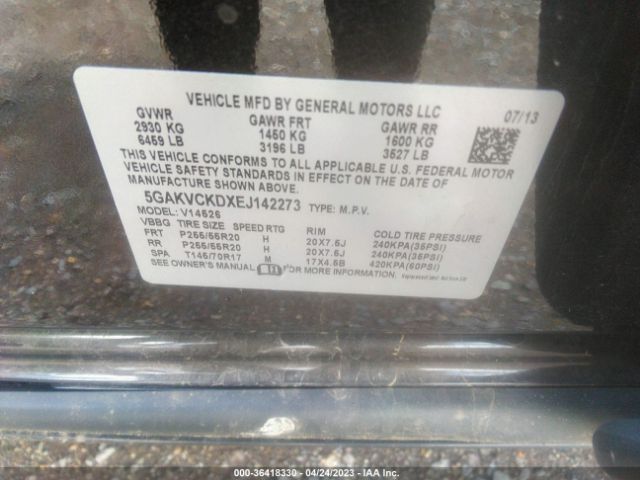 VEHICLE MFD BY GENERAL MOTORS LLC 07/13
GVWR GAWR FRT GAWR RR
2930 KG 1450 KG 1600 KG
6459 LB 3196 LB 3527 LB
THIS VEHICLE CONFORMS TO ALL APPLICABLE U.S. FEDERAL MOTOR
VEHICLE SAFETY STANDARDS IN EFFECT ON THE DATE OF
MANUFACTURE SHOWN ABOVE.
5GAKVCKDXEJ142273 TYPE: M.P.V.
MODEL: V14526
VBBG TIRE SIZE SPEED RTG RIM COLD TIRE PRESSURE
FRT P255/55R20 H 20X7.5J 240KPA(35PSI)
RR P255/55R20 H 20X7.5J 240KPA(35PSI)
SPA T145/70R17 M 17X4.5B 420KPA(60PSI)
SEE OWNER'S MANUAL FOR MORE INFORMATION.
000-36418330 - 04/24/2023 - IAA Inc.